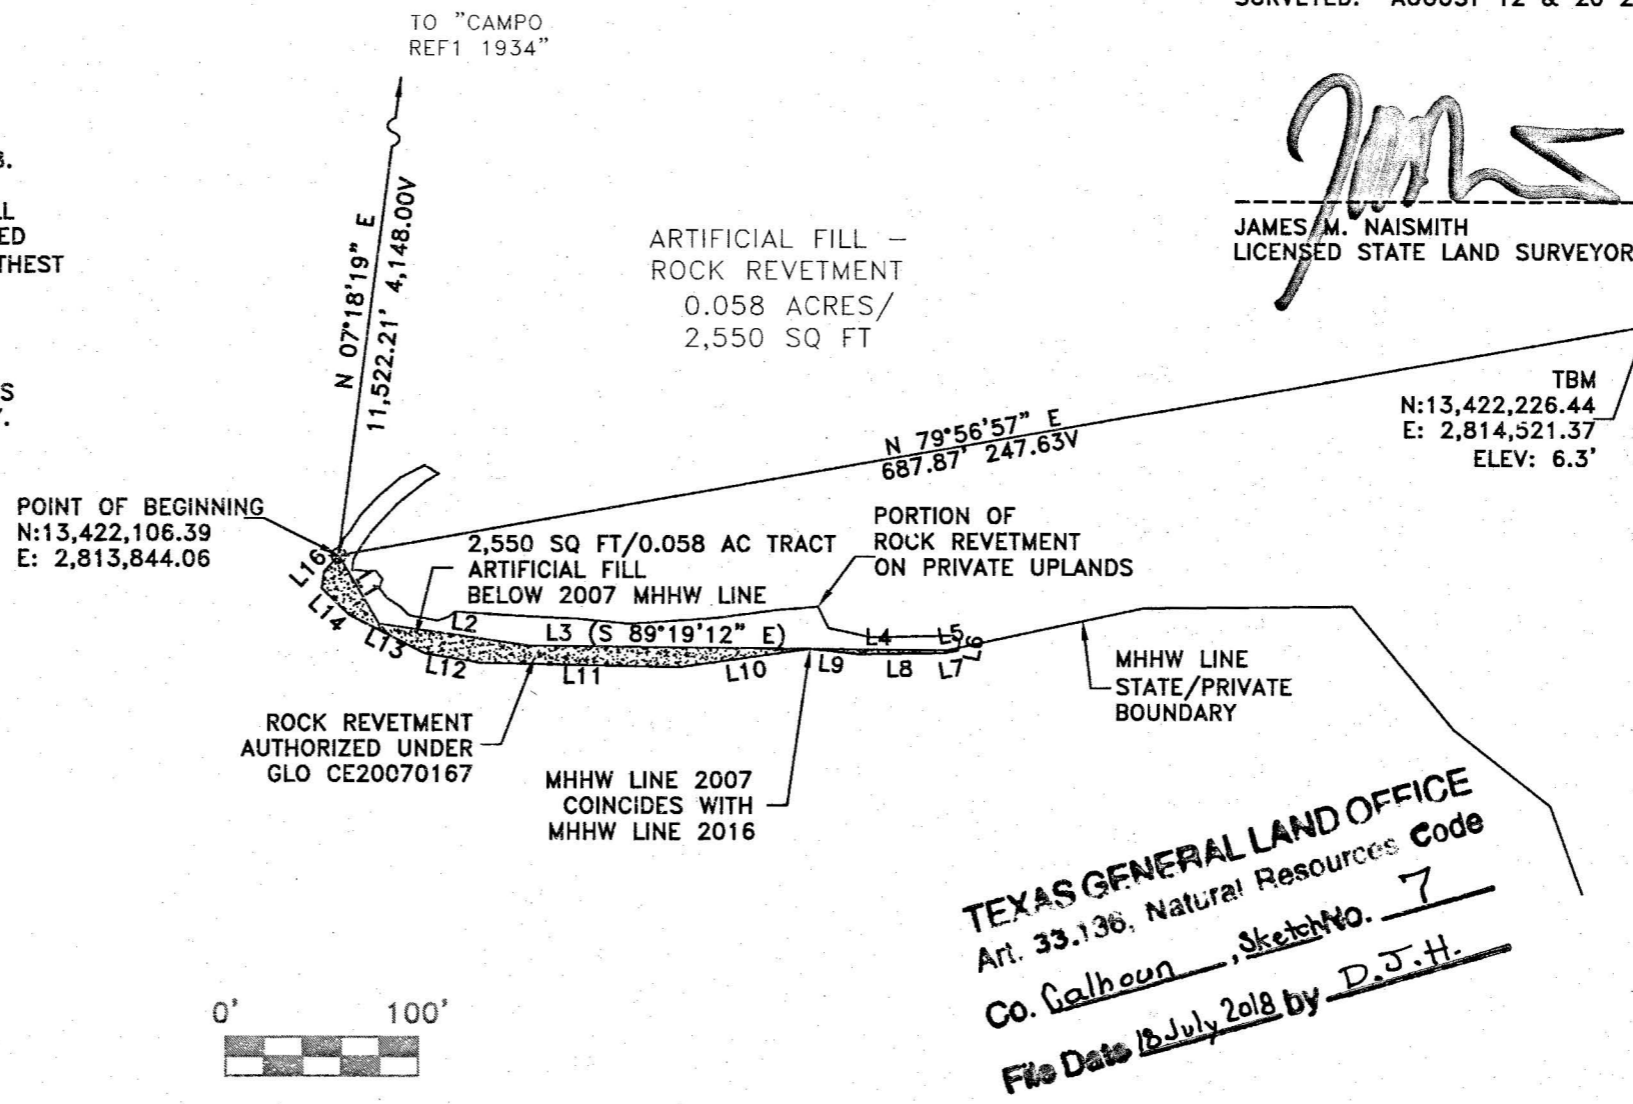 TO "CAMPO
REF1 1934"
N 07°18'19" E
11,522.21' 4,148.00V
ARTIFICIAL FILL –
ROCK REVETMENT
0.058 ACRES/
2,550 SQ FT
JAMES M. NAISMITH
LICENSED STATE LAND SURVEYOR
THEST
N 79°56'57" E
687.87' 247.63V
TBM
N:13,422,226.44
E: 2,814,521.37
ELEV: 6.3'
POINT OF BEGINNING
N:13,422,106.39
E: 2,813,844.06
2,550 SQ FT/0.058 AC TRACT
ARTIFICIAL FILL
BELOW 2007 MHHW LINE
PORTION OF
ROCK REVETMENT
ON PRIVATE UPLANDS
L16
L1
L14
L13
L2
L3 (S 89°19'12" E)
L4
L5
L6
L12
L11
L10
L9
L8
L7
MHHW LINE
STATE/PRIVATE
BOUNDARY
ROCK REVETMENT
AUTHORIZED UNDER
GLO CE20070167
MHHW LINE 2007
COINCIDES WITH
MHHW LINE 2016
TEXAS GENERAL LAND OFFICE
Art. 33.136, Natural Resources Code
Co. Calhoun, Sketch No. 7
File Date 18 July 2018 by D.J.H.
0' 100'